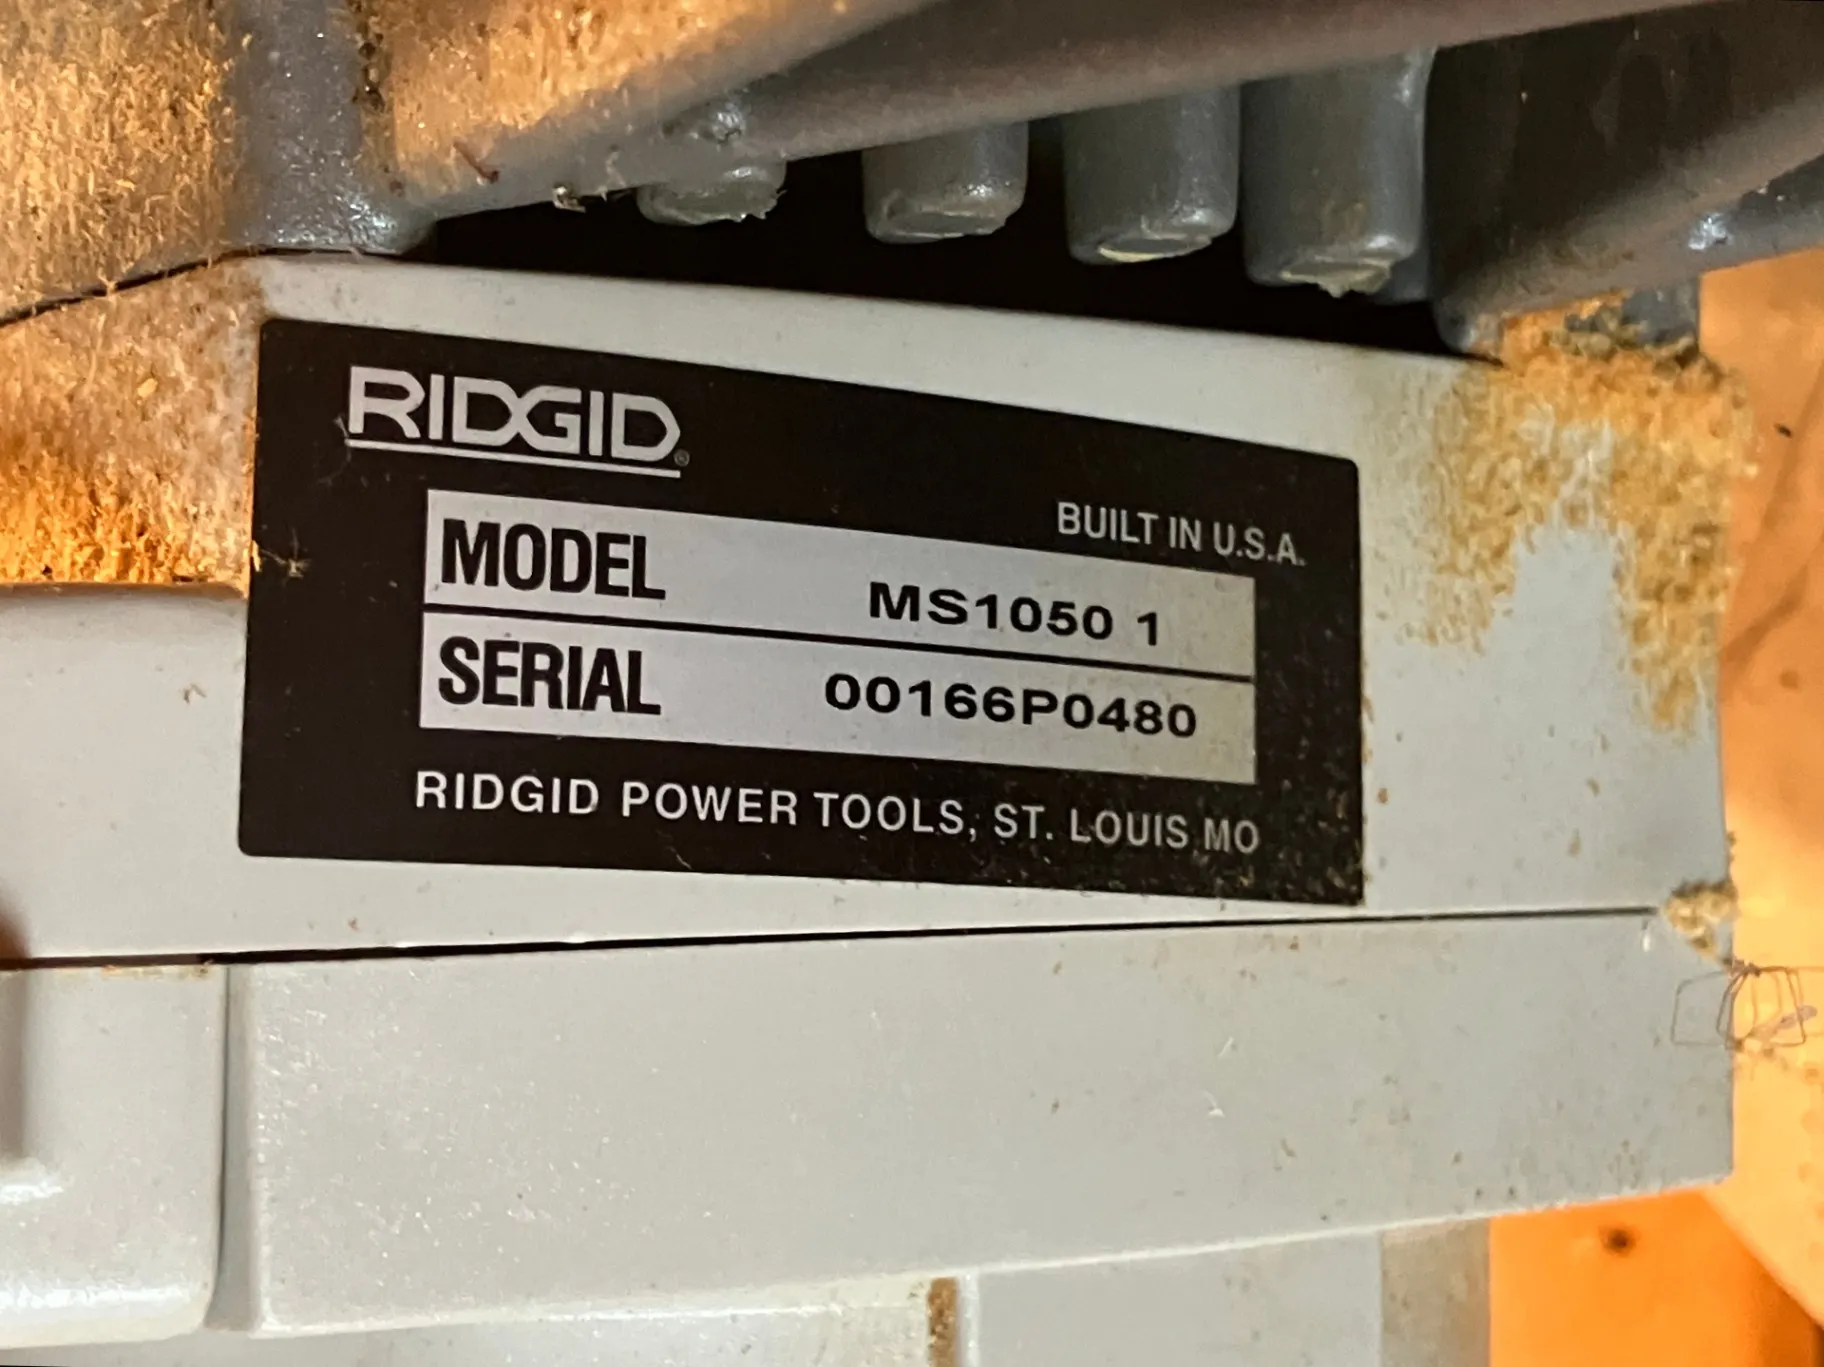 RIDGID®
BUILT IN U.S.A.
MODEL MS1050 1
SERIAL 00166P0480
RIDGID POWER TOOLS, ST. LOUIS MO